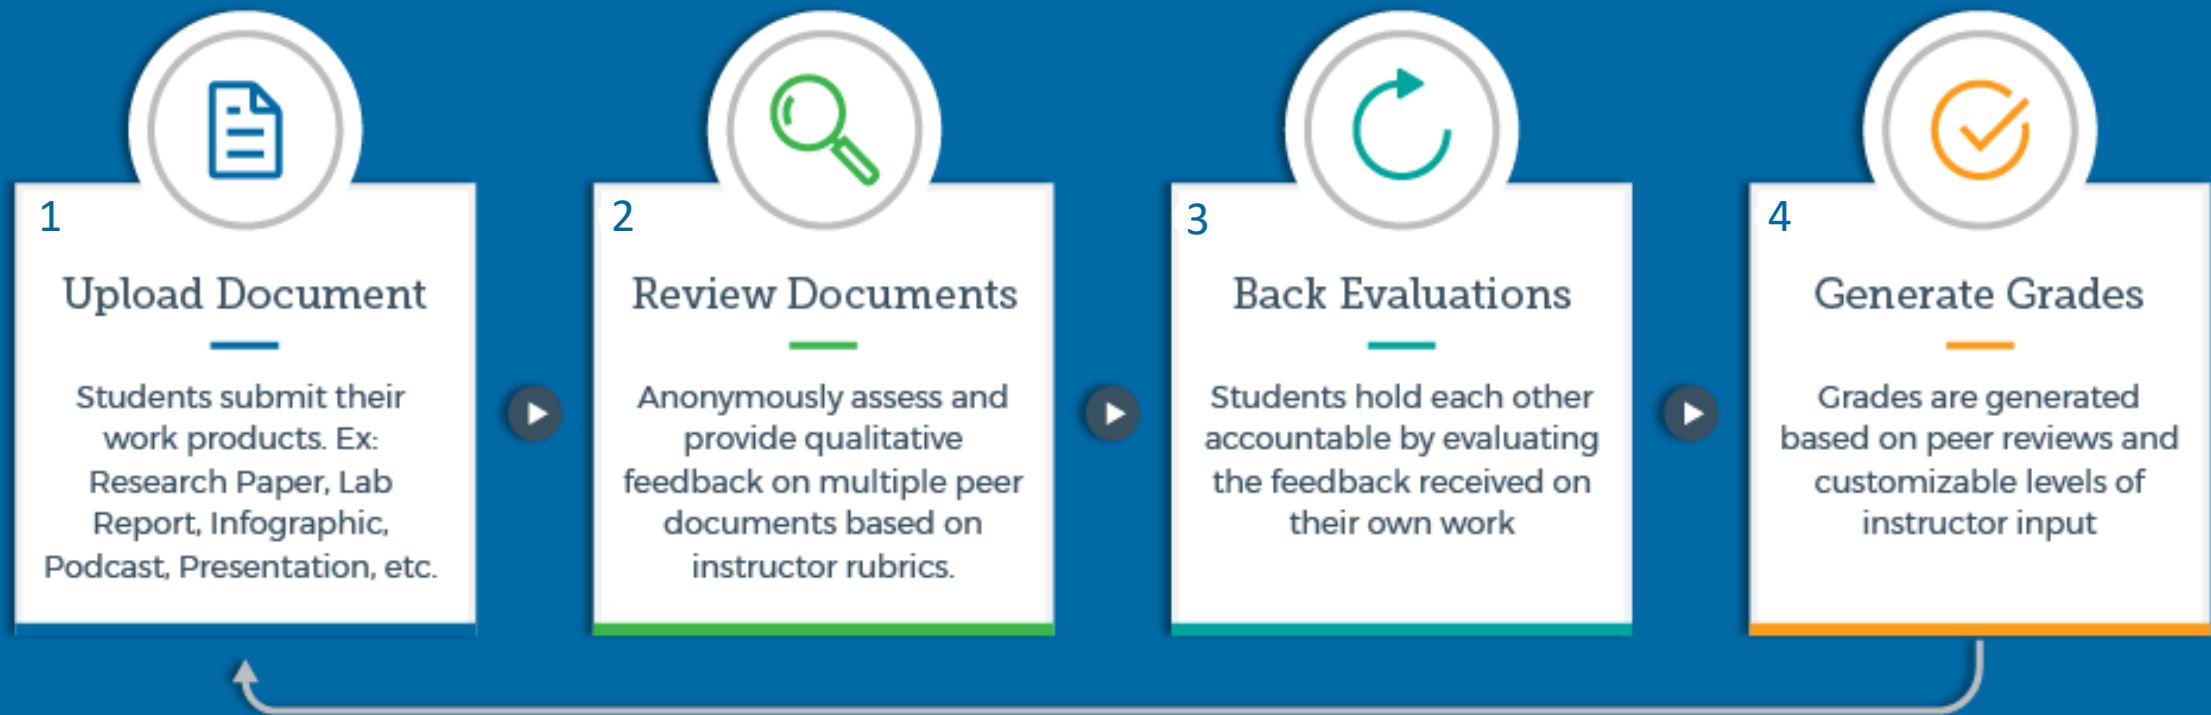 1
Upload Document
Students submit their
work products. Ex:
Research Paper, Lab
Report, Infographic,
Podcast, Presentation, etc.
2
Review Documents
Anonymously assess and
provide qualitative
feedback on multiple peer
documents based on
instructor rubrics.
3
Back Evaluations
Students hold each other
accountable by evaluating
the feedback received on
their own work
4
Generate Grades
Grades are generated
based on peer reviews and
customizable levels of
instructor input